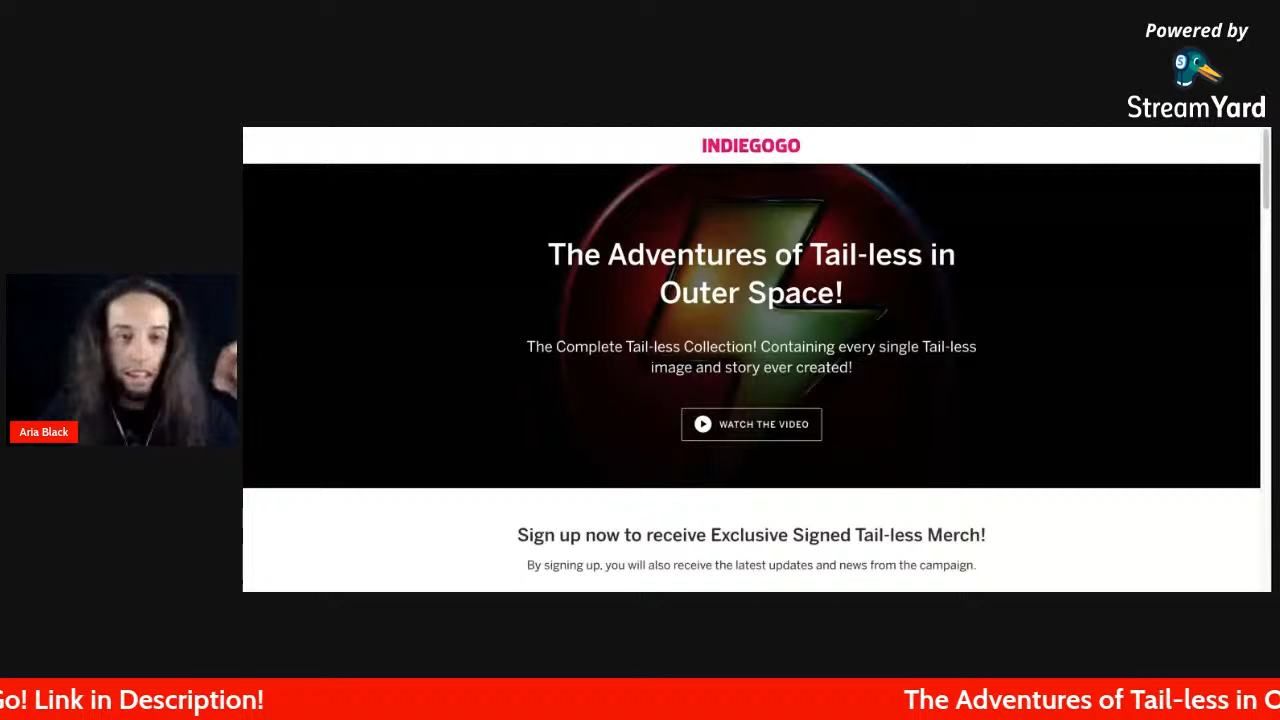 Powered by
StreamYard
INDIEGOGO
The Adventures of Tail-less in
Outer Space!
The Complete Tail-less Collection! Containing every single Tail-less
image and story ever created!
WATCH THE VIDEO
Aria Black
Sign up now to receive Exclusive Signed Tail-less Merch!
By signing up, you will also receive the latest updates and news from the campaign.
Go! Link in Description!
The Adventures of Tail-less in